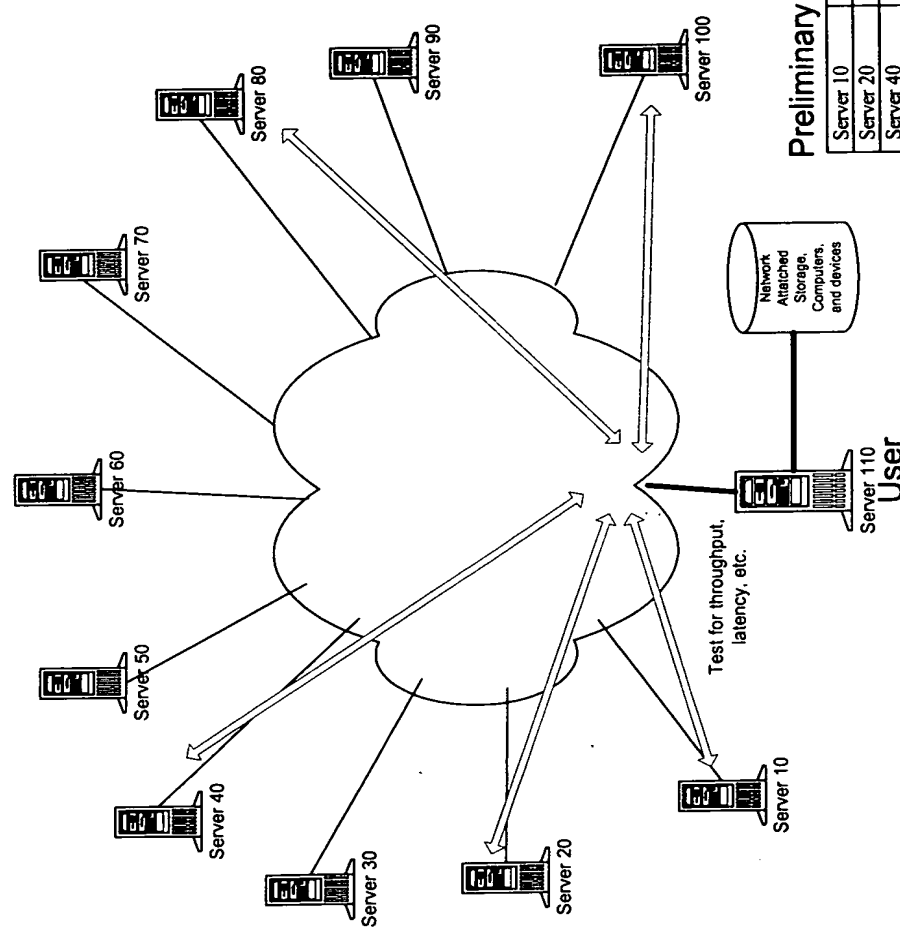 Server 90
Server 80
Server 100
Server 70
Server 60
Server 50
Server 40
Server 30
Server 20
Server 10
Network
Attatched
Storage,
Computers,
and devices
Server 110
User
Test for throughput,
latency, etc.
Preliminary
Server 10
Server 20
Server 40